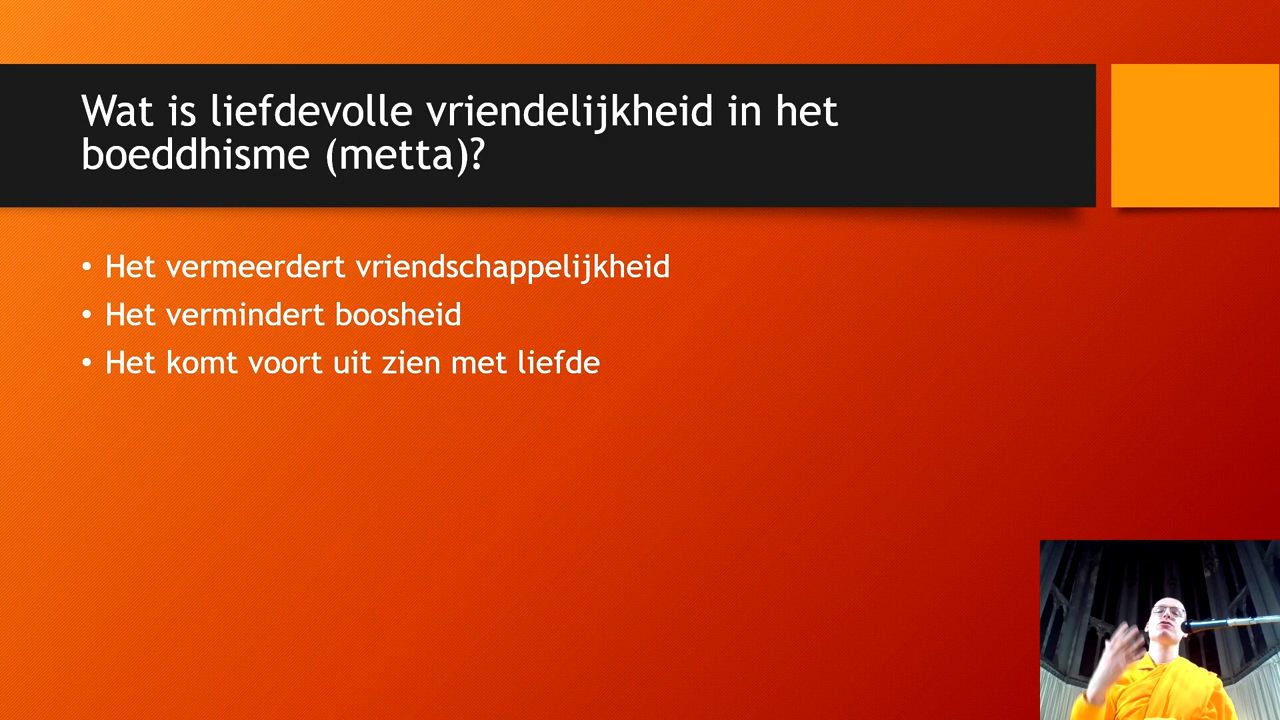 Wat is liefdevolle vriendelijkheid in het
boeddhisme (metta)?
• Het vermeerdert vriendschappelijkheid
• Het vermindert boosheid
• Het komt voort uit zien met liefde